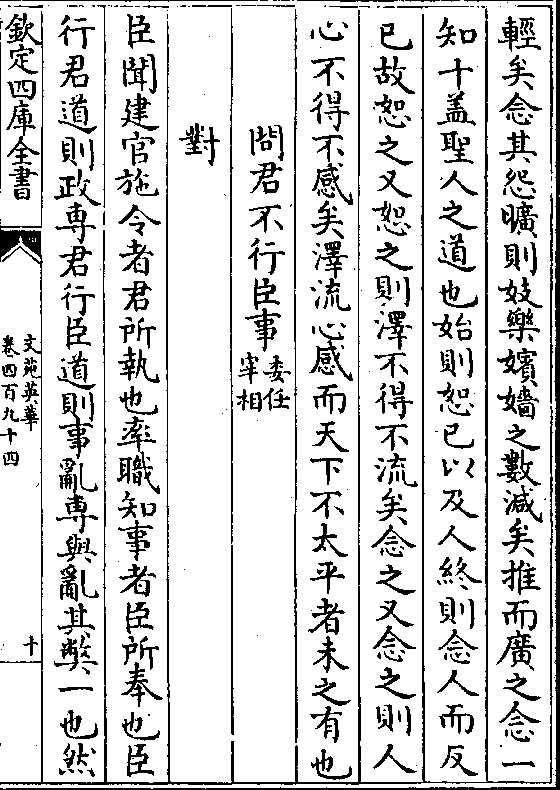 輕矣念其怨曠則妓樂嬪嬙之數減矣推而廣之念一
知十盖聖人之道也始則恕已以及人終則念人而反
已故恕之又恕之則澤不得不流矣念之又念之則人
心不得不感矣澤流心感而天下不太平者未之有也
問君不行臣事委任宰相
對
臣聞建官施令者君所執也率職知事者臣所奉也臣
行君道則政専君行臣道則事亂専與亂其弊一也然
欽定四庫全書
文苑英華
卷四百九十四
十